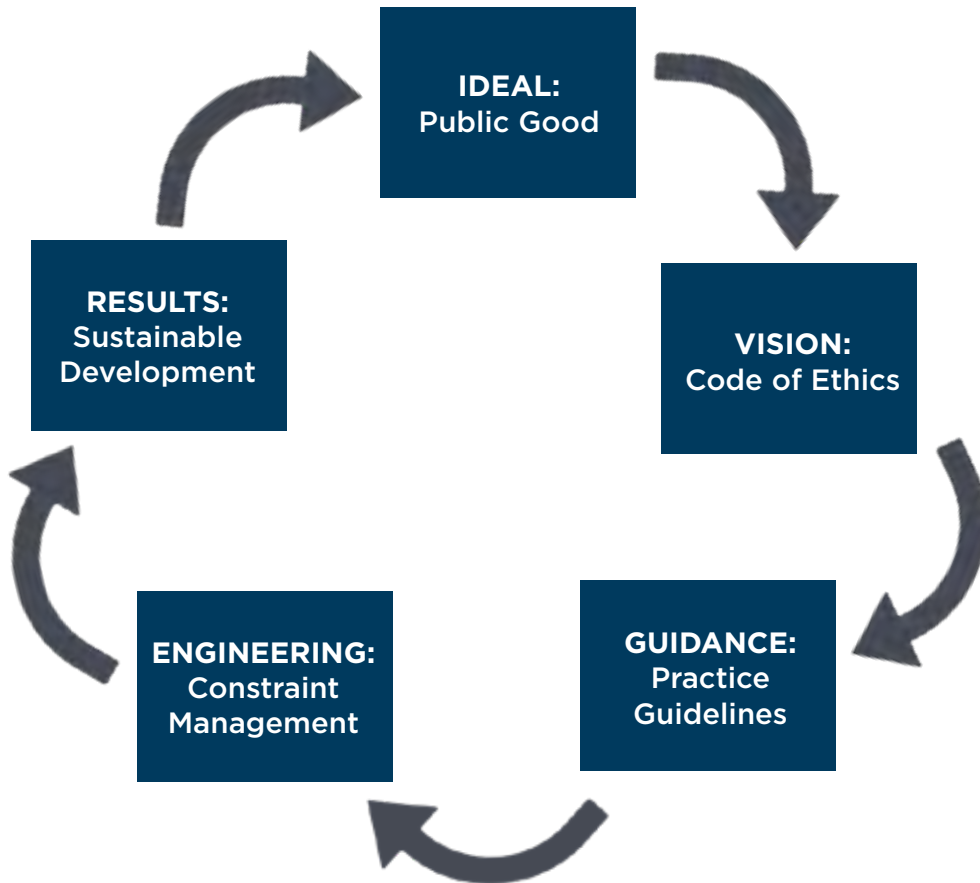 IDEAL:
Public Good
VISION:
Code of Ethics
GUIDANCE:
Practice
Guidelines
ENGINEERING:
Constraint
Management
RESULTS:
Sustainable
Development